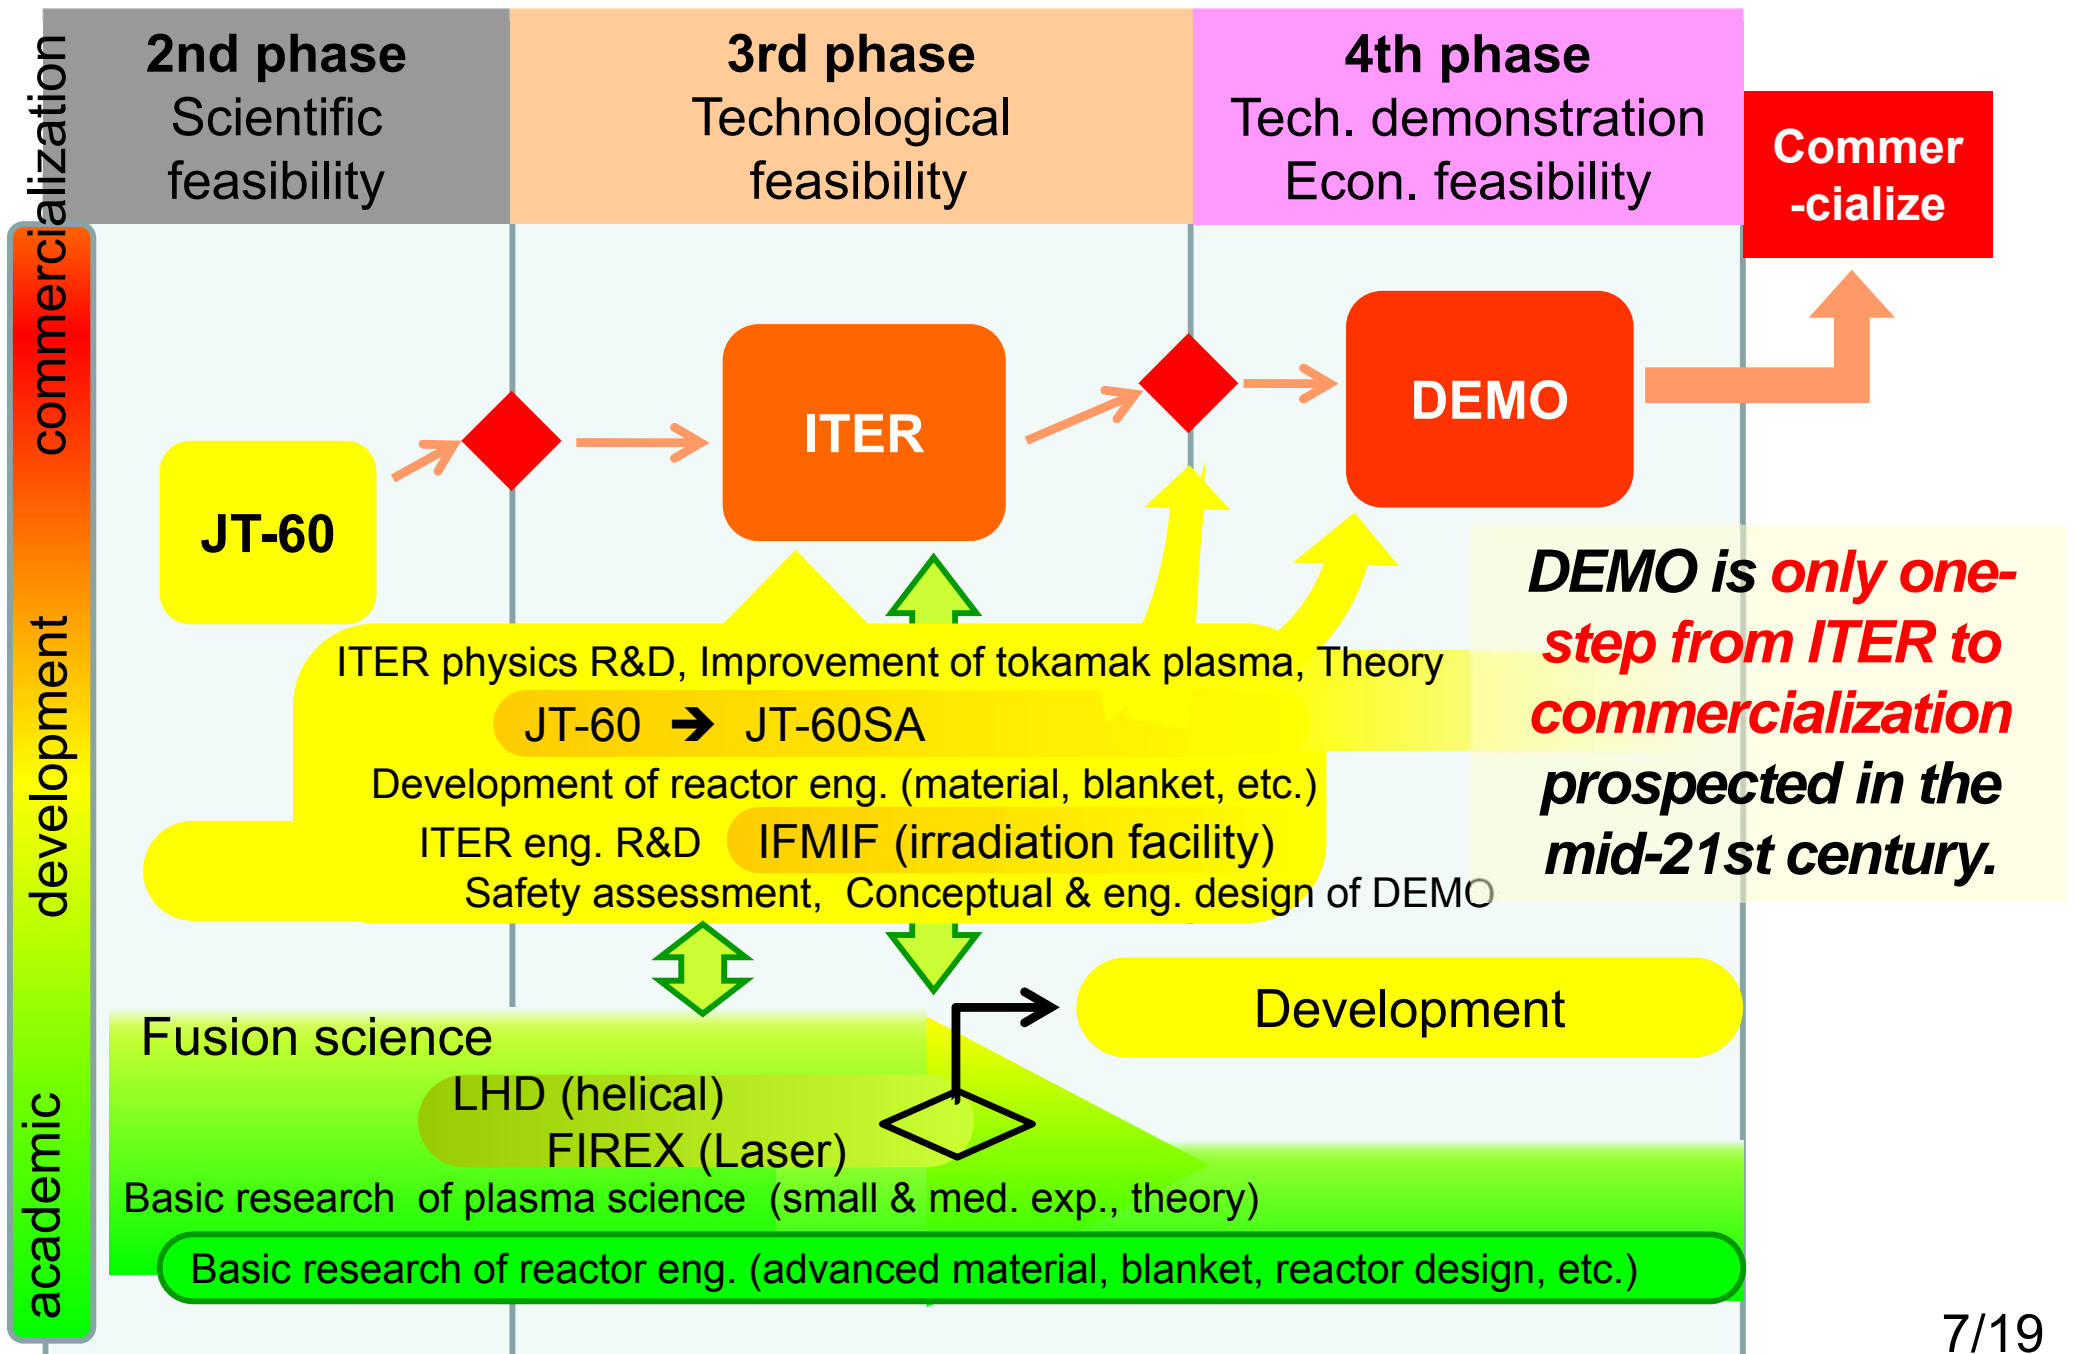 2nd phase
Scientific
feasibility
3rd phase
Technological
feasibility
4th phase
Tech. demonstration
Econ. feasibility
Commer
-cialize
commercialization
development
academic
JT-60
ITER
DEMO
DEMO is only one-
step from ITER to
commercialization
prospected in the
mid-21st century.
ITER physics R&D, Improvement of tokamak plasma, Theory
JT-60 ➔ JT-60SA
Development of reactor eng. (material, blanket, etc.)
ITER eng. R&D IFMIF (irradiation facility)
Safety assessment, Conceptual & eng. design of DEMO
Development
Fusion science
LHD (helical)
FIREX (Laser)
Basic research of plasma science (small & med. exp., theory)
Basic research of reactor eng. (advanced material, blanket, reactor design, etc.)
7/19